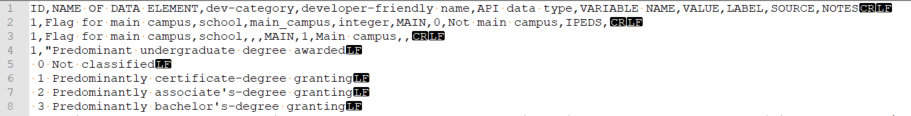 1 ID,NAME OF DATA ELEMENT,dev-category,developer-friendly name,API data type,VARIABLE NAME,VALUE,LABEL,SOURCE,NOTESCRLF
2 1,Flag for main campus,school,main_campus,integer,MAIN,0,Not main campus,IPEDS,CRLF
3 1,Flag for main campus,school,,,MAIN,1,Main campus,,CRLF
4 1,"Predominant undergraduate degree awardedLF
5 0 Not classifiedLF
6 1 Predominantly certificate-degree grantingLF
7 2 Predominantly associate's-degree grantingLF
8 3 Predominantly bachelor's-degree grantingLF